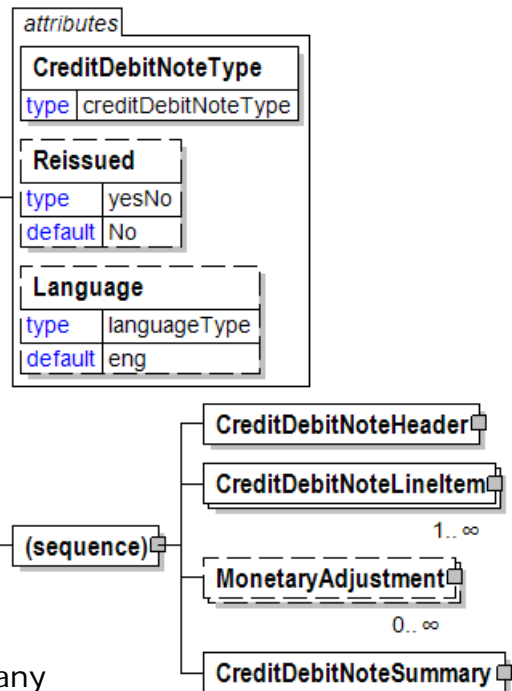 attributes
CreditDebitNoteType
type creditDebitNoteType
Reissued
type yesNo
default No
Language
type languageType
default eng
CreditDebitNoteHeader
CreditDebitNoteLineItem
1.. ∞
(sequence)
MonetaryAdjustment
0.. ∞
any
CreditDebitNoteSummary